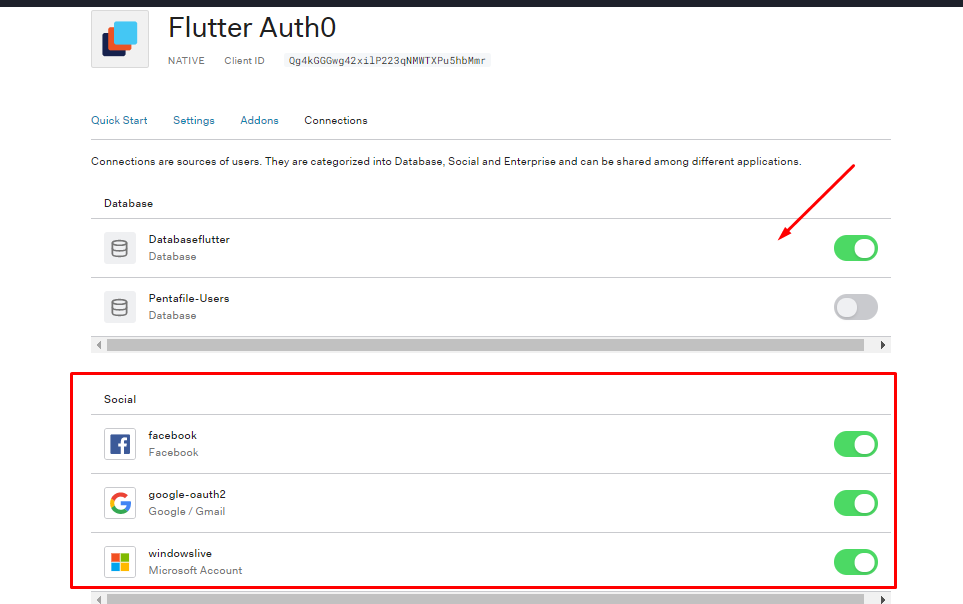 Flutter Auth0
NATIVE Client ID Qg4kGGGwg42xilP223qNMWTXPu5hbMmr
Quick Start Settings Addons Connections
Connections are sources of users. They are categorized into Database, Social and Enterprise and can be shared among different applications.
Database
Databaseflutter
Database
Pentafile-Users
Database
Social
facebook
Facebook
google-oauth2
Google / Gmail
windowslive
Microsoft Account